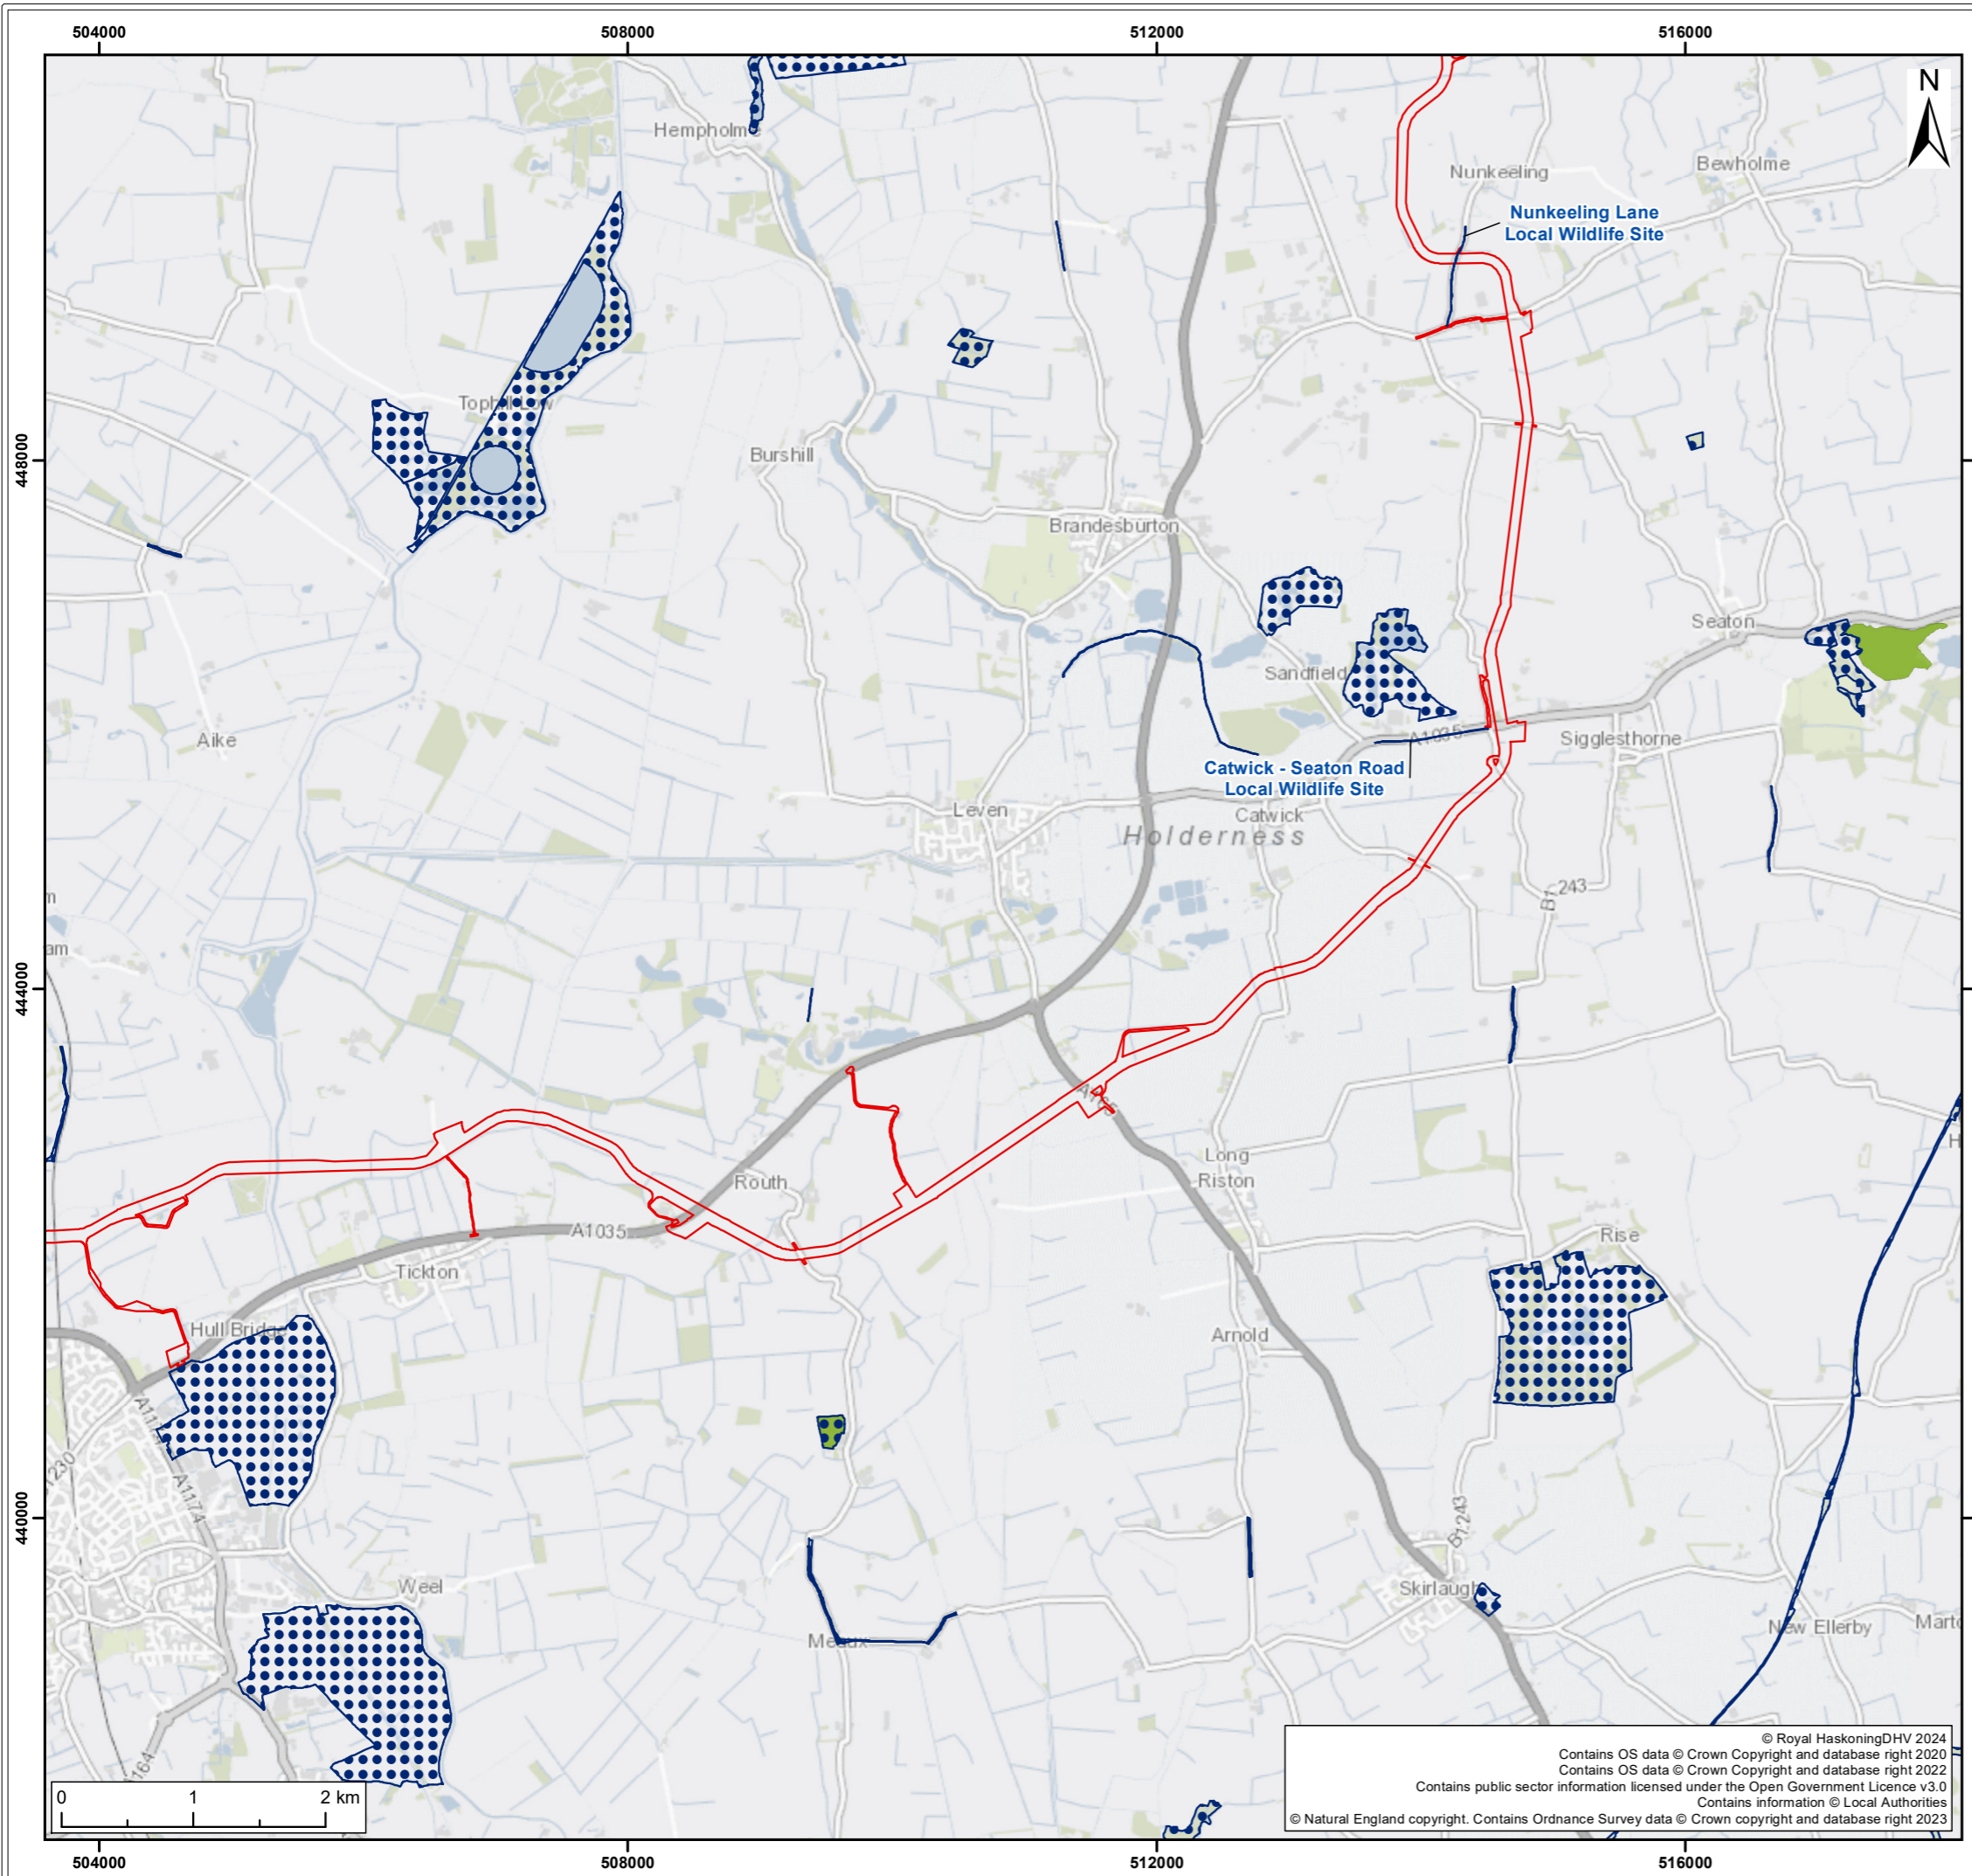 504000
508000
512000
516000
N
Hempholme
Nunkeeling
Bewholme
Nunkeeling Lane
Local Wildlife Site
Tophill Low
448000
Burshill
Brandesburton
Seaton
Sandfield
Aike
A1035
Sigglesthorne
Catwick - Seaton Road
Local Wildlife Site
Leven
Catwick
Holderness
B1243
m
am
444000
A165
Long
Riston
Routh
H
A1035
Tickton
Rise
Hull Bridge
Arnold
A1174
1230
A1174
440000
B1243
Weel
Skirlaugh
Meaux
New Ellerby
Marto
A164
0 1 2 km
© Royal HaskoningDHV 2024
Contains OS data © Crown Copyright and database right 2020
Contains OS data © Crown Copyright and database right 2022
Contains public sector information licensed under the Open Government Licence v3.0
Contains information © Local Authorities
© Natural England copyright. Contains Ordnance Survey data © Crown copyright and database right 2023
504000
508000
512000
516000